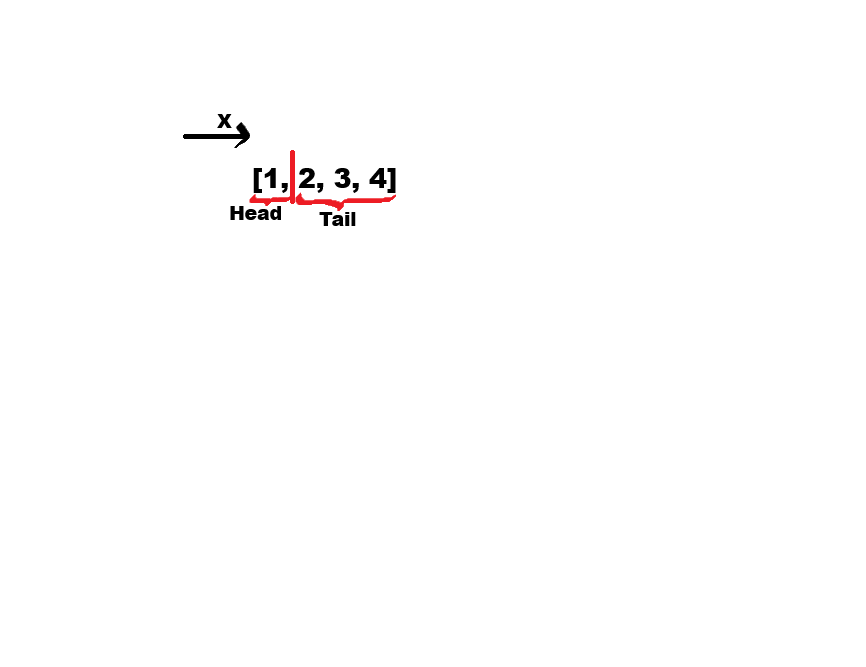 x
[1, 2, 3, 4]
Head
Tail